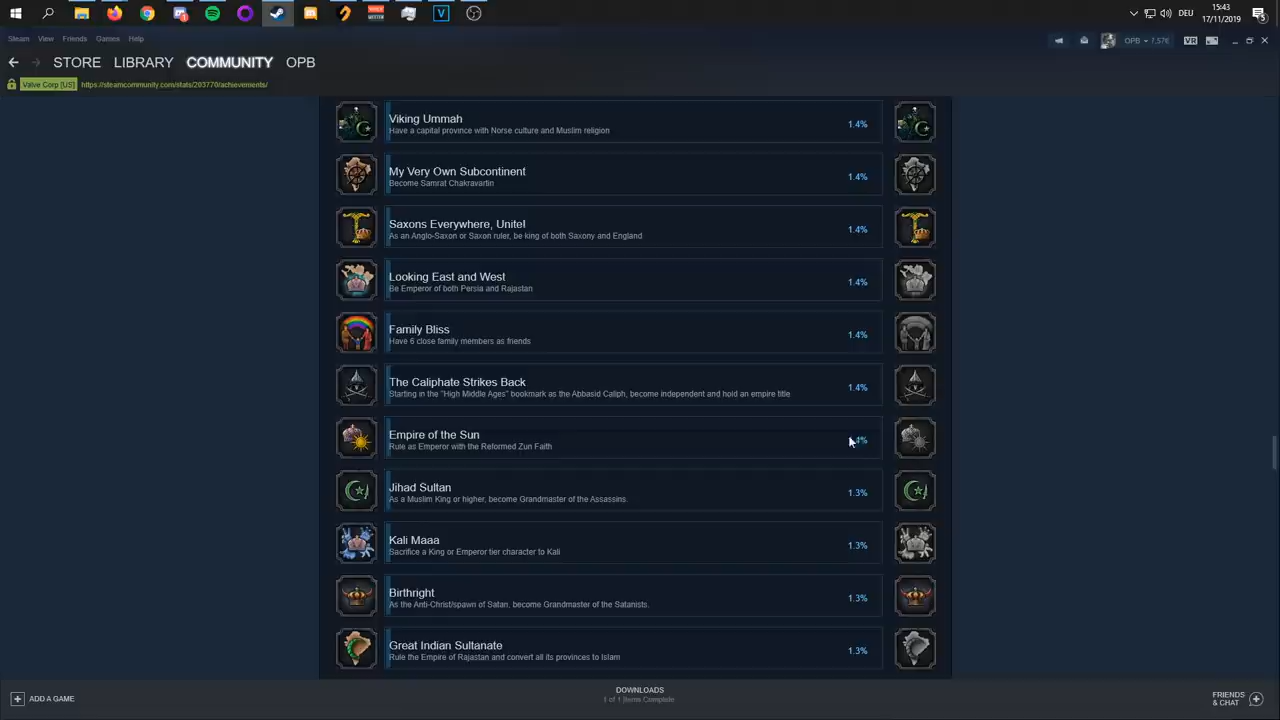 15:43
DEU
17/11/2019
Steam View Friends Games Help
OPB
VR
STORE LIBRARY COMMUNITY OPB
Valve Corp [US] https://steamcommunity.com/stats/203770/achievements/
Viking Ummah
Have a capital province with Norse culture and Muslim religion
1.4%
My Very Own Subcontinent
Become Samrat Chakravartin
1.4%
Saxons Everywhere, Unite!
As an Anglo-Saxon or Saxon ruler, be king of both Saxony and England
1.4%
Looking East and West
Be Emperor of both Persia and Rajastan
1.4%
Family Bliss
Have 6 close family members as friends
1.4%
The Caliphate Strikes Back
Starting in the "High Middle Ages" bookmark as the Abbasid Caliph, become independent and hold an empire title
1.4%
Empire of the Sun
Rule as Emperor with the Reformed Zun Faith
Jihad Sultan
As a Muslim King or higher, become Grandmaster of the Assassins.
1.3%
Kali Maaa
Sacrifice a King or Emperor tier character to Kali
1.3%
Birthright
As the Anti-Christ/spawn of Satan, become Grandmaster of the Satanists.
1.3%
Great Indian Sultanate
Rule the Empire of Rajastan and convert all its provinces to Islam
1.3%
ADD A GAME
DOWNLOADS
1 of 1 Items Complete
FRIENDS
& CHAT